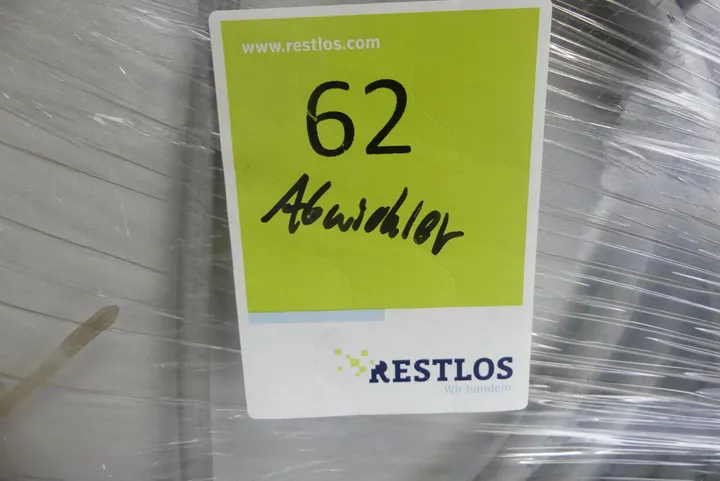 www.restlos.com
62
Abwickler
RESTLOS
Wir handeln.